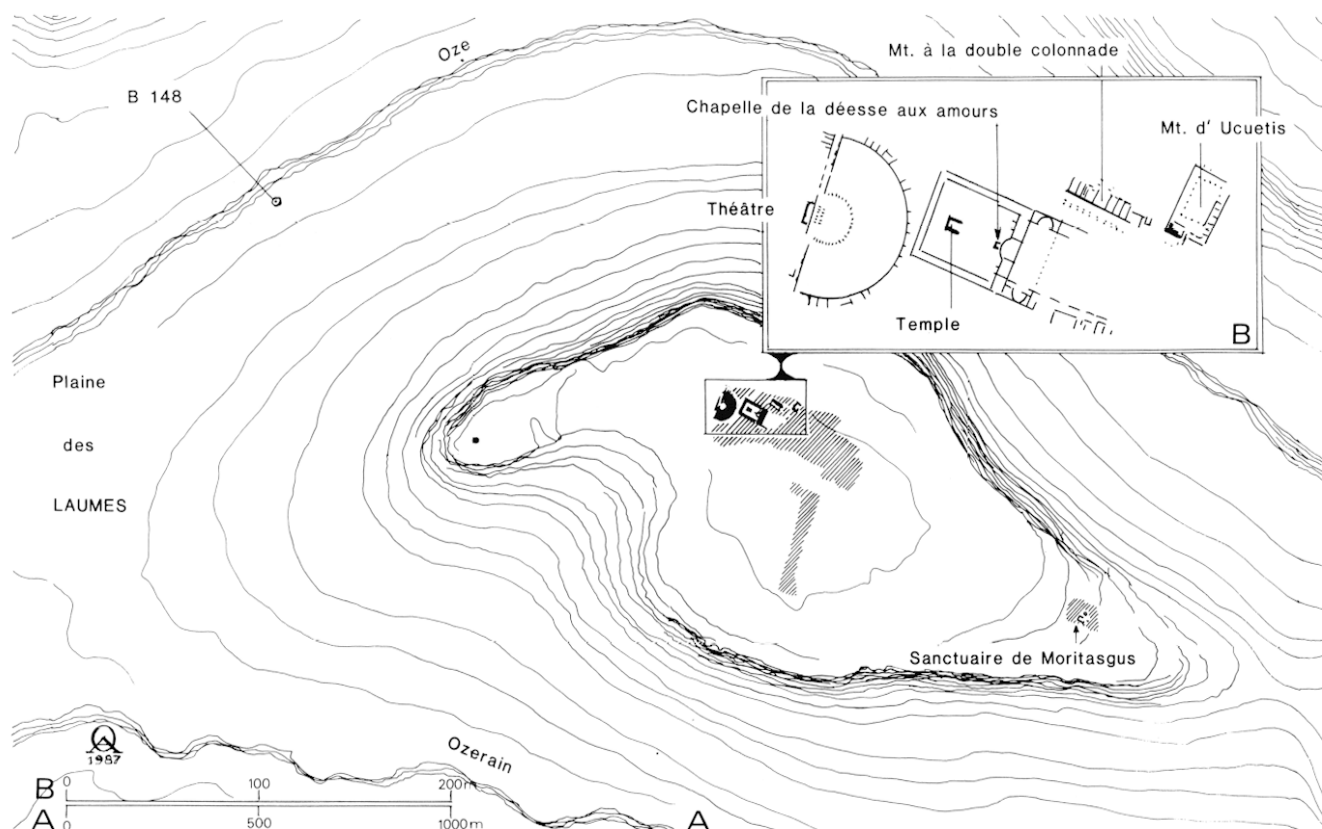 Oze
Mt. à la double colonnade
B 148
Chapelle de la déesse aux amours
Mt. d' Ucuetis
Théâtre
Temple
B
Plaine
des
LAUMES
Sanctuaire de Moritasgus
Ozerain
1987
B 0 100 200m
A 0 500 1000m
A